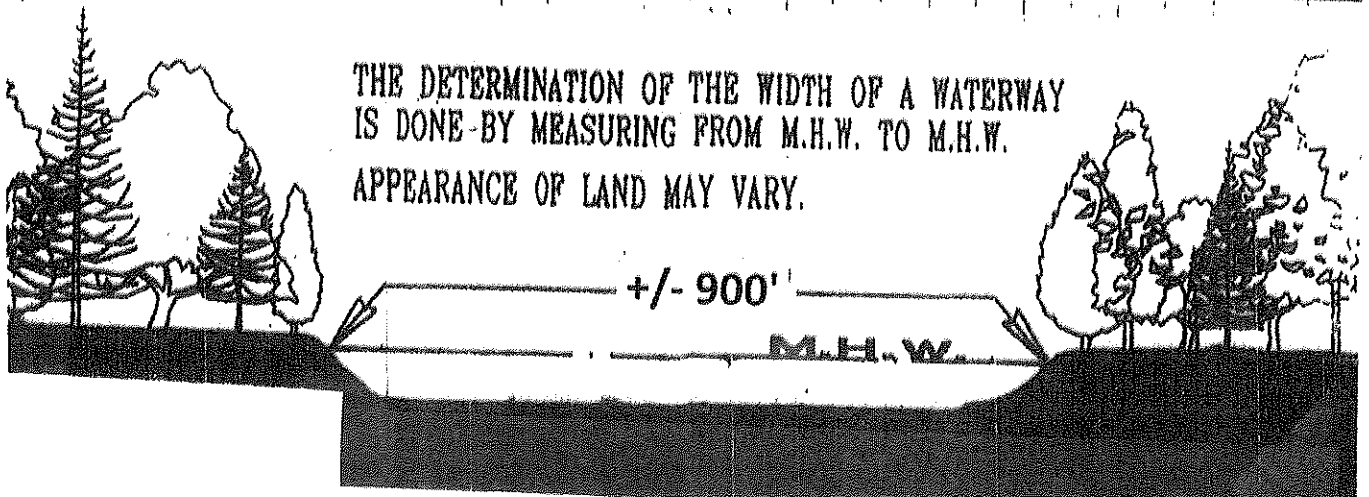 THE DETERMINATION OF THE WIDTH OF A WATERWAY
IS DONE BY MEASURING FROM M.H.W. TO M.H.W.
APPEARANCE OF LAND MAY VARY.
+/- 900'
M.H.W.